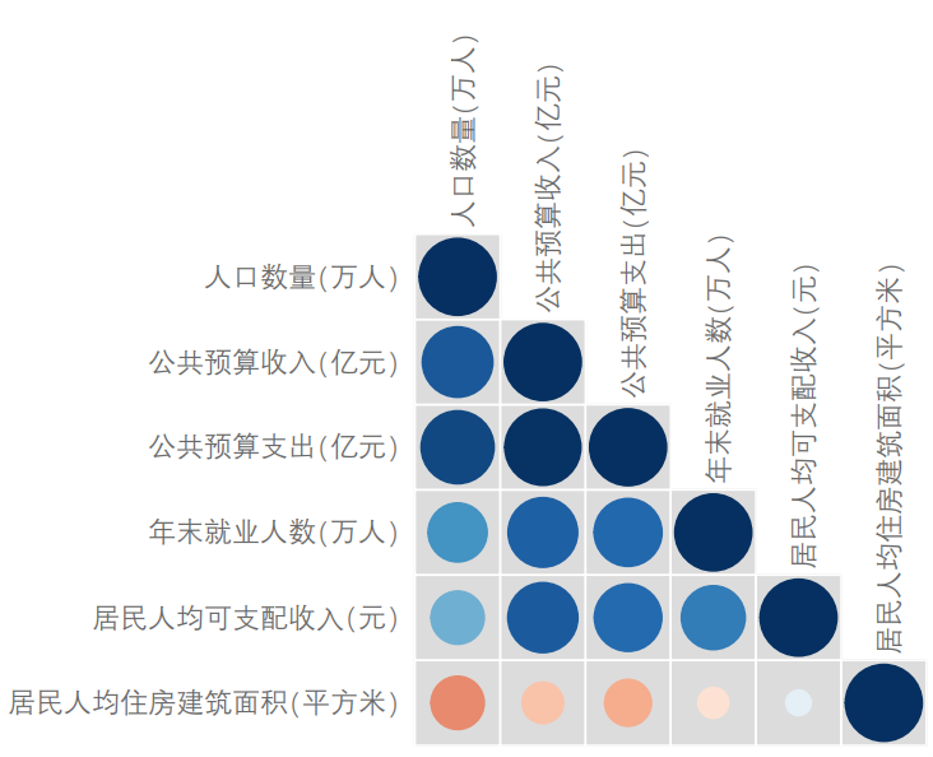 人口数量(万人)
公共预算收入(亿元)
公共预算支出(亿元)
年末就业人数(万人)
居民人均可支配收入(元)
居民人均住房建筑面积(平方米)
人口数量(万人)
公共预算收入(亿元)
公共预算支出(亿元)
年末就业人数(万人)
居民人均可支配收入(元)
居民人均住房建筑面积(平方米)